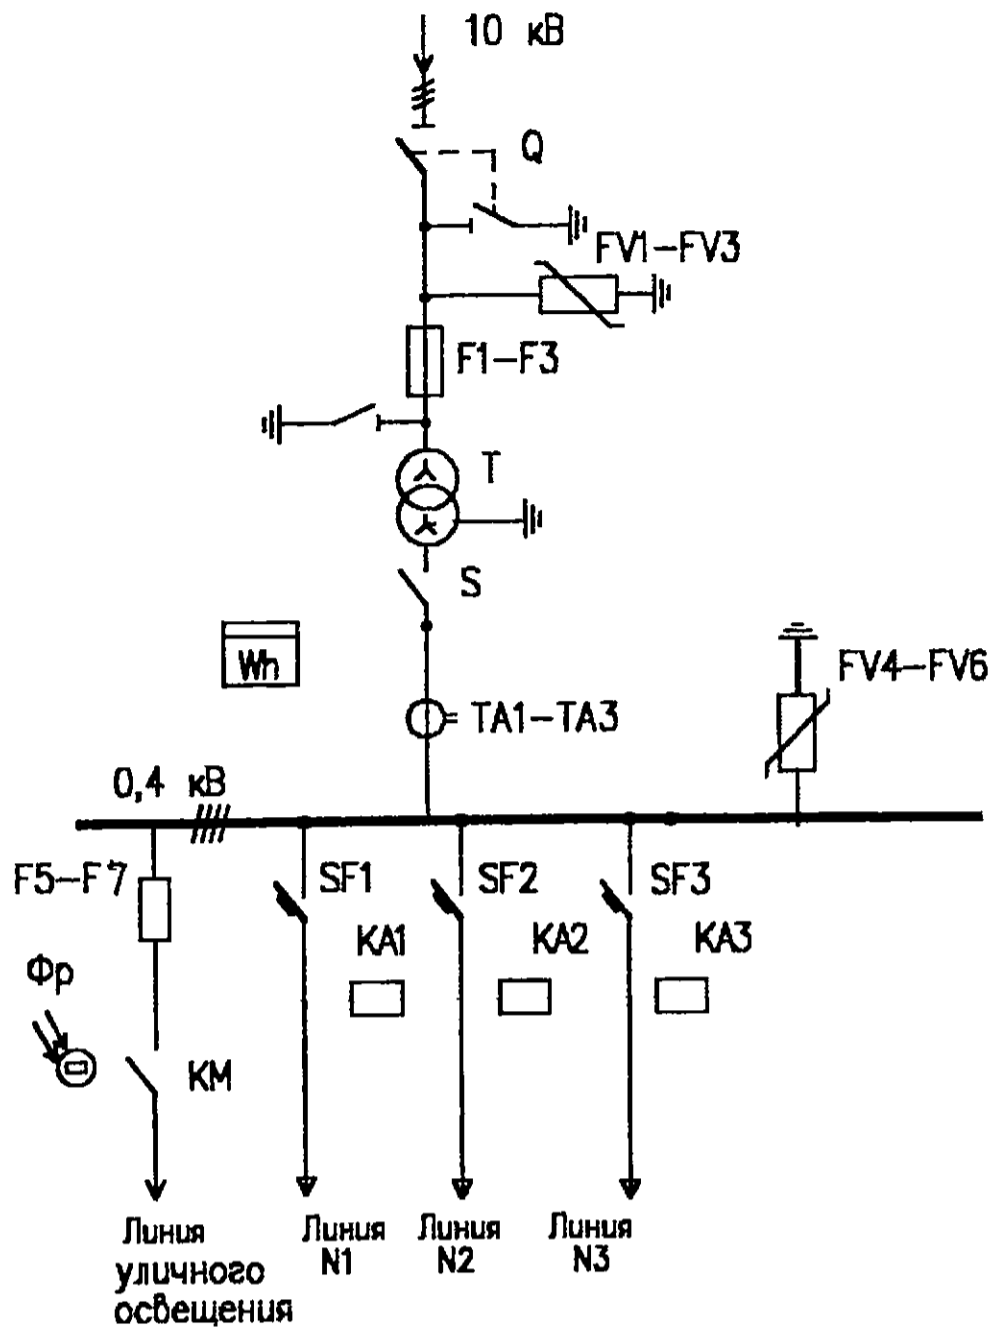 10 кВ
Q
FV1-FV3
F1-F3
T
S
Wh
FV4-FV6
TA1-TA3
0,4 кВ
F5-F7
SF1
SF2
SF3
KA1
KA2
KA3
Фр
KM
Линия
уличного
освещения
Линия
N1
Линия
N2
Линия
N3